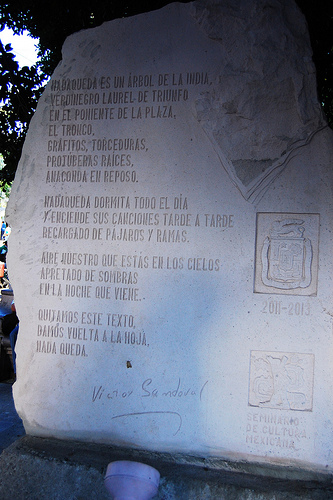 NADAQUEDA ES UN ÁRBOL DE LA INDIA,
VERDINEGRO LAUREL DE TRIUNFO
EN EL PONIENTE DE LA PLAZA,
EL TRONCO,
GRAFITOS, TORCEDURAS,
PROTUBERAS RAÍCES,
ANACONDA EN REPOSO.
NADAQUEDA DORMITA TODO EL DÍA
Y ENCIENDE SUS CANCIONES TARDE A TARDE
RECARGADO DE PÁJAROS Y RAMAS.
AIRE NUESTRO QUE ESTÁS EN LOS CIELOS
APRETADO DE SOMBRAS
EN LA NOCHE QUE VIENE.
QUITAMOS ESTE TEXTO,
DAMOS VUELTA A LA HOJA,
NADA QUEDA.
Victor Sandoval
2011-2013
SEMINARIO
DE CULTURA
MEXICANA